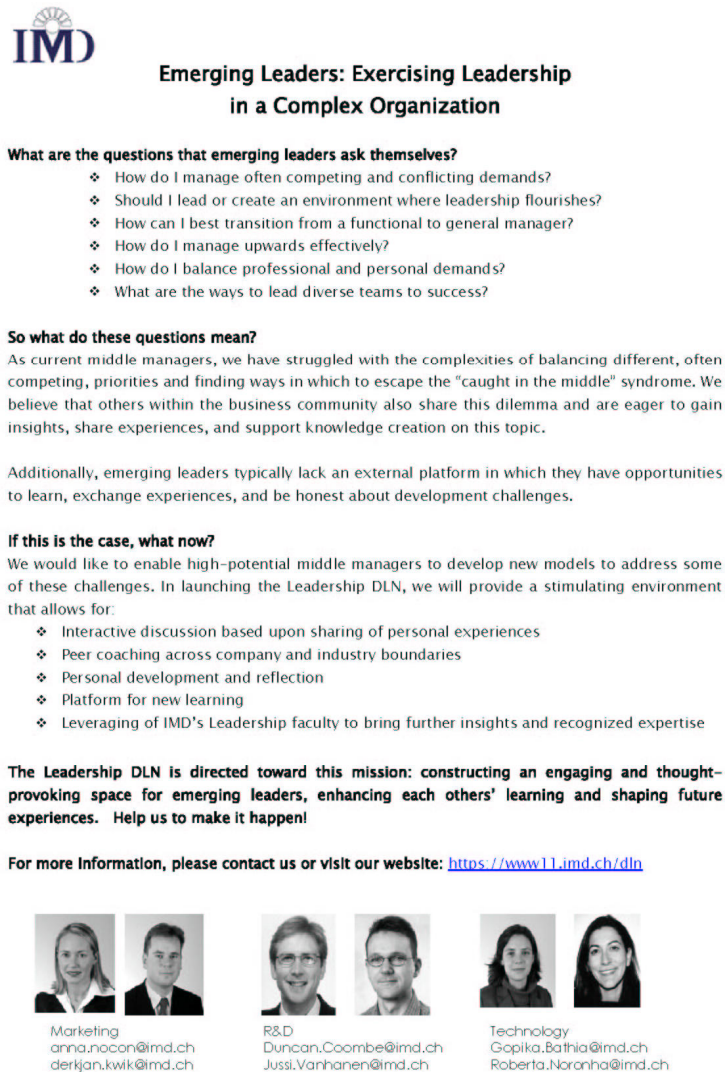 IMD
Emerging Leaders: Exercising Leadership
in a Complex Organization
What are the questions that emerging leaders ask themselves?
❖ How do I manage often competing and conflicting demands?
❖ Should I lead or create an environment where leadership flourishes?
❖ How can I best transition from a functional to general manager?
❖ How do I manage upwards effectively?
❖ How do I balance professional and personal demands?
❖ What are the ways to lead diverse teams to success?
So what do these questions mean?
As current middle managers, we have struggled with the complexities of balancing different, often
competing, priorities and finding ways in which to escape the "caught in the middle" syndrome. We
believe that others within the business community also share this dilemma and are eager to gain
insights, share experiences, and support knowledge creation on this topic.
Additionally, emerging leaders typically lack an external platform in which they have opportunities
to learn, exchange experiences, and be honest about development challenges.
If this is the case, what now?
We would like to enable high-potential middle managers to develop new models to address some
of these challenges. In launching the Leadership DLN, we will provide a stimulating environment
that allows for:
❖ Interactive discussion based upon sharing of personal experiences
❖ Peer coaching across company and industry boundaries
❖ Personal development and reflection
❖ Platform for new learning
❖ Leveraging of IMD's Leadership faculty to bring further insights and recognized expertise
The Leadership DLN is directed toward this mission: constructing an engaging and thought-
provoking space for emerging leaders, enhancing each others' learning and shaping future
experiences. Help us to make it happen!
For more information, please contact us or visit our website: https://www11.imd.ch/dln
Marketing
anna.nocon@imd.ch
derkjan.kwik@imd.ch
R&D
Duncan.Coombe@imd.ch
Jussi.Vanhanen@imd.ch
Technology
Gopika.Bathia@imd.ch
Roberta.Noronha@imd.ch